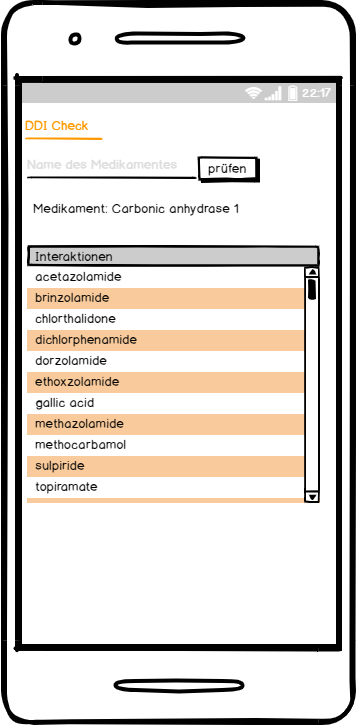 22:17
DDI Check
Name des Medikamentes
prüfen
Medikament: Carbonic anhydrase 1
Interaktionen
acetazolamide
brinzolamide
chlorthalidone
dichlorphenamide
dorzolamide
ethoxzolamide
gallic acid
methazolamide
methocarbamol
sulpiride
topiramate